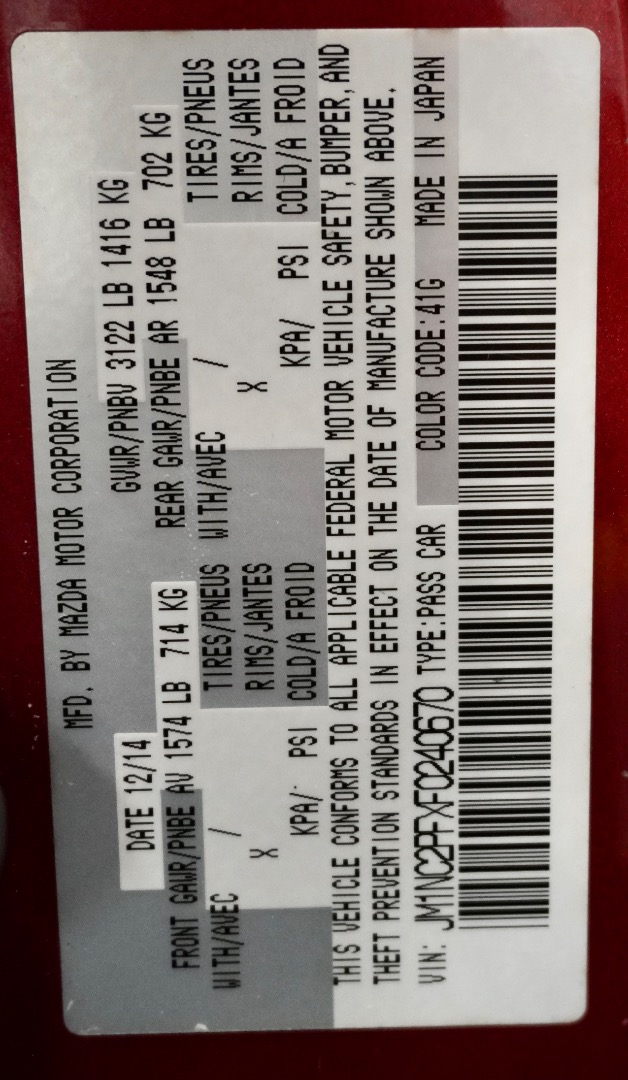 MFD. BY MAZDA MOTOR CORPORATION
DATE 12/14 GVWR/PNBV 3122 LB 1416 KG
FRONT GAWR/PNBE AV 1574 LB 714 KG REAR GAWR/PNBE AR 1548 LB 702 KG
WITH/AVEC / TIRES/PNEUS WITH/AVEC / TIRES/PNEUS
X RIMS/JANTES X RIMS/JANTES
KPA/ PSI COLD/A FROID KPA/ PSI COLD/A FROID
THIS VEHICLE CONFORMS TO ALL APPLICABLE FEDERAL MOTOR VEHICLE SAFETY, BUMPER, AND
THEFT PREVENTION STANDARDS IN EFFECT ON THE DATE OF MANUFACTURE SHOWN ABOVE.
VIN: JM1NC2PFXF0240670 TYPE:PASS CAR COLOR CODE:41G MADE IN JAPAN